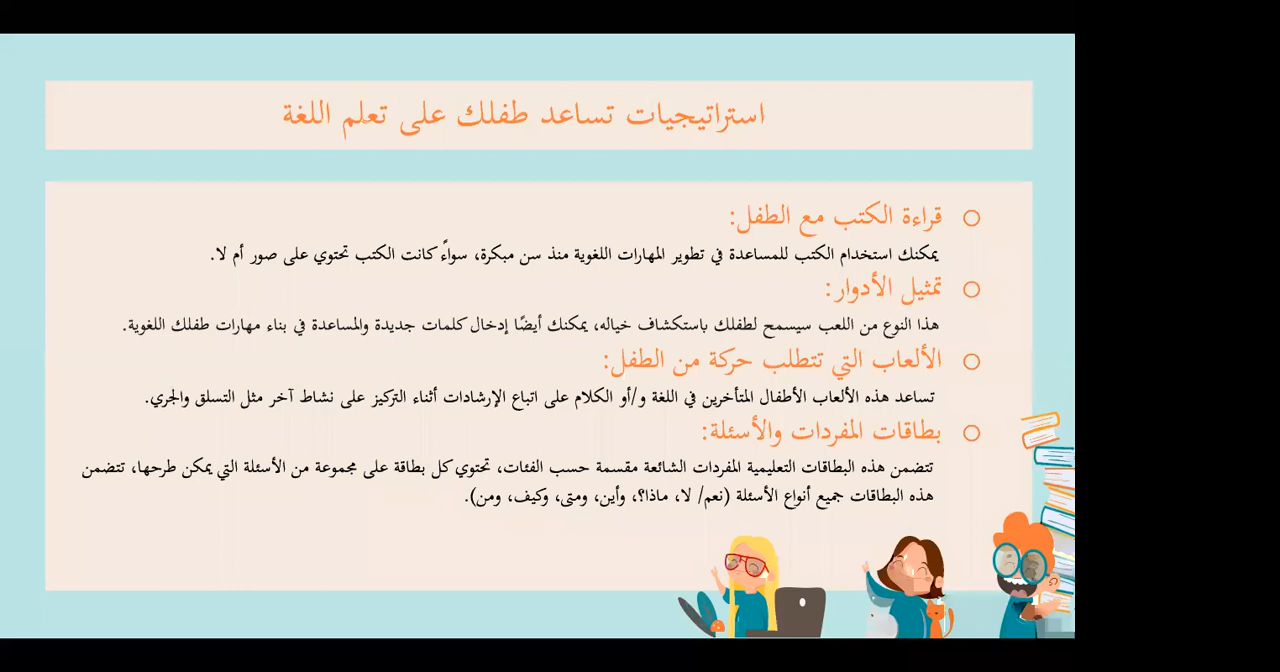 استراتيجيات تساعد طفلك على تعلم اللغة
قراءة الكتب مع الطفل:
يمكنك استخدام الكتب للمساعدة في تطوير المهارات اللغوية منذ سن مبكرة، سواءً كانت الكتب تحتوي على صور أم لا.
تمثيل الأدوار:
هذا النوع من اللعب سيسمح لطفلك باستكشاف خياله، يمكنك أيضًا إدخال كلمات جديدة والمساعدة في بناء مهارات طفلك اللغوية.
الألعاب التي تتطلب حركة من الطفل:
تساعد هذه الألعاب الأطفال المتأخرين في اللغة و/أو الكلام على اتباع الإرشادات أثناء التركيز على نشاط آخر مثل التسلق والجري.
بطاقات المفردات والأسئلة:
تتضمن هذه البطاقات التعليمية المفردات الشائعة مقسمة حسب الفئات، تحتوي كل بطاقة على مجموعة من الأسئلة التي يمكن طرحها، تتضمن
هذه البطاقات جميع أنواع الأسئلة (نعم/ لا، ماذا؟، وأين، ومتى، وكيف، ومن).